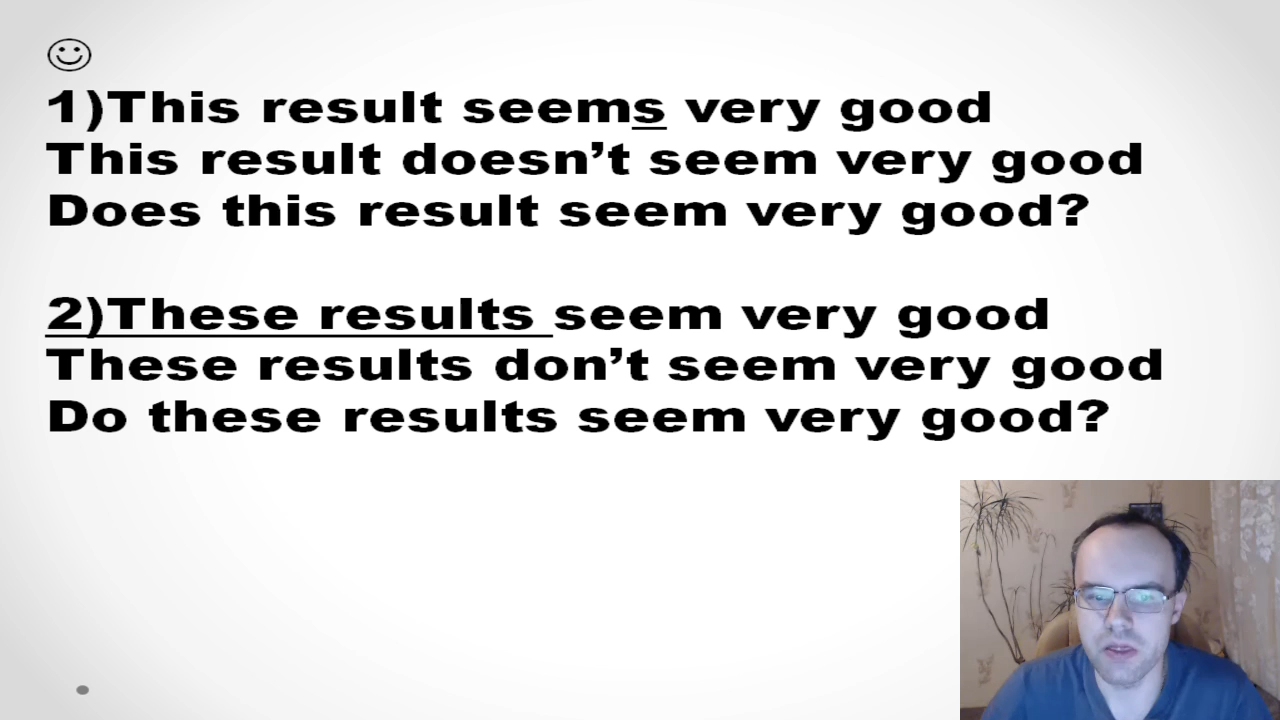 1)This result seems very good
This result doesn’t seem very good
Does this result seem very good?
2)These results seem very good
These results don’t seem very good
Do these results seem very good?